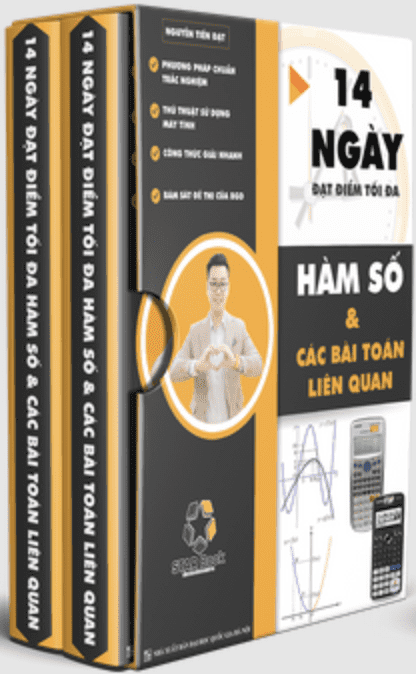 14 NGÀY ĐẠT ĐIỂM TỐI ĐA HÀM SỐ & CÁC BÀI TOÁN LIÊN QUAN
14 NGÀY ĐẠT ĐIỂM TỐI ĐA HÀM SỐ & CÁC BÀI TOÁN LIÊN QUAN
NGUYỄN TIẾN ĐẠT
PHƯƠNG PHÁP CHUẨN
TRẮC NGHIỆM
THỦ THUẬT SỬ DỤNG
MÁY TÍNH
CÔNG THỨC GIẢI NHANH
BÁM SÁT ĐỀ THI CỦA BGD
STAR Book
NHÀ XUẤT BẢN ĐẠI HỌC QUỐC GIA HÀ NỘI
14
NGÀY
ĐẠT ĐIỂM TỐI ĐA
HÀM SỐ
&
CÁC BÀI TOÁN
LIÊN QUAN